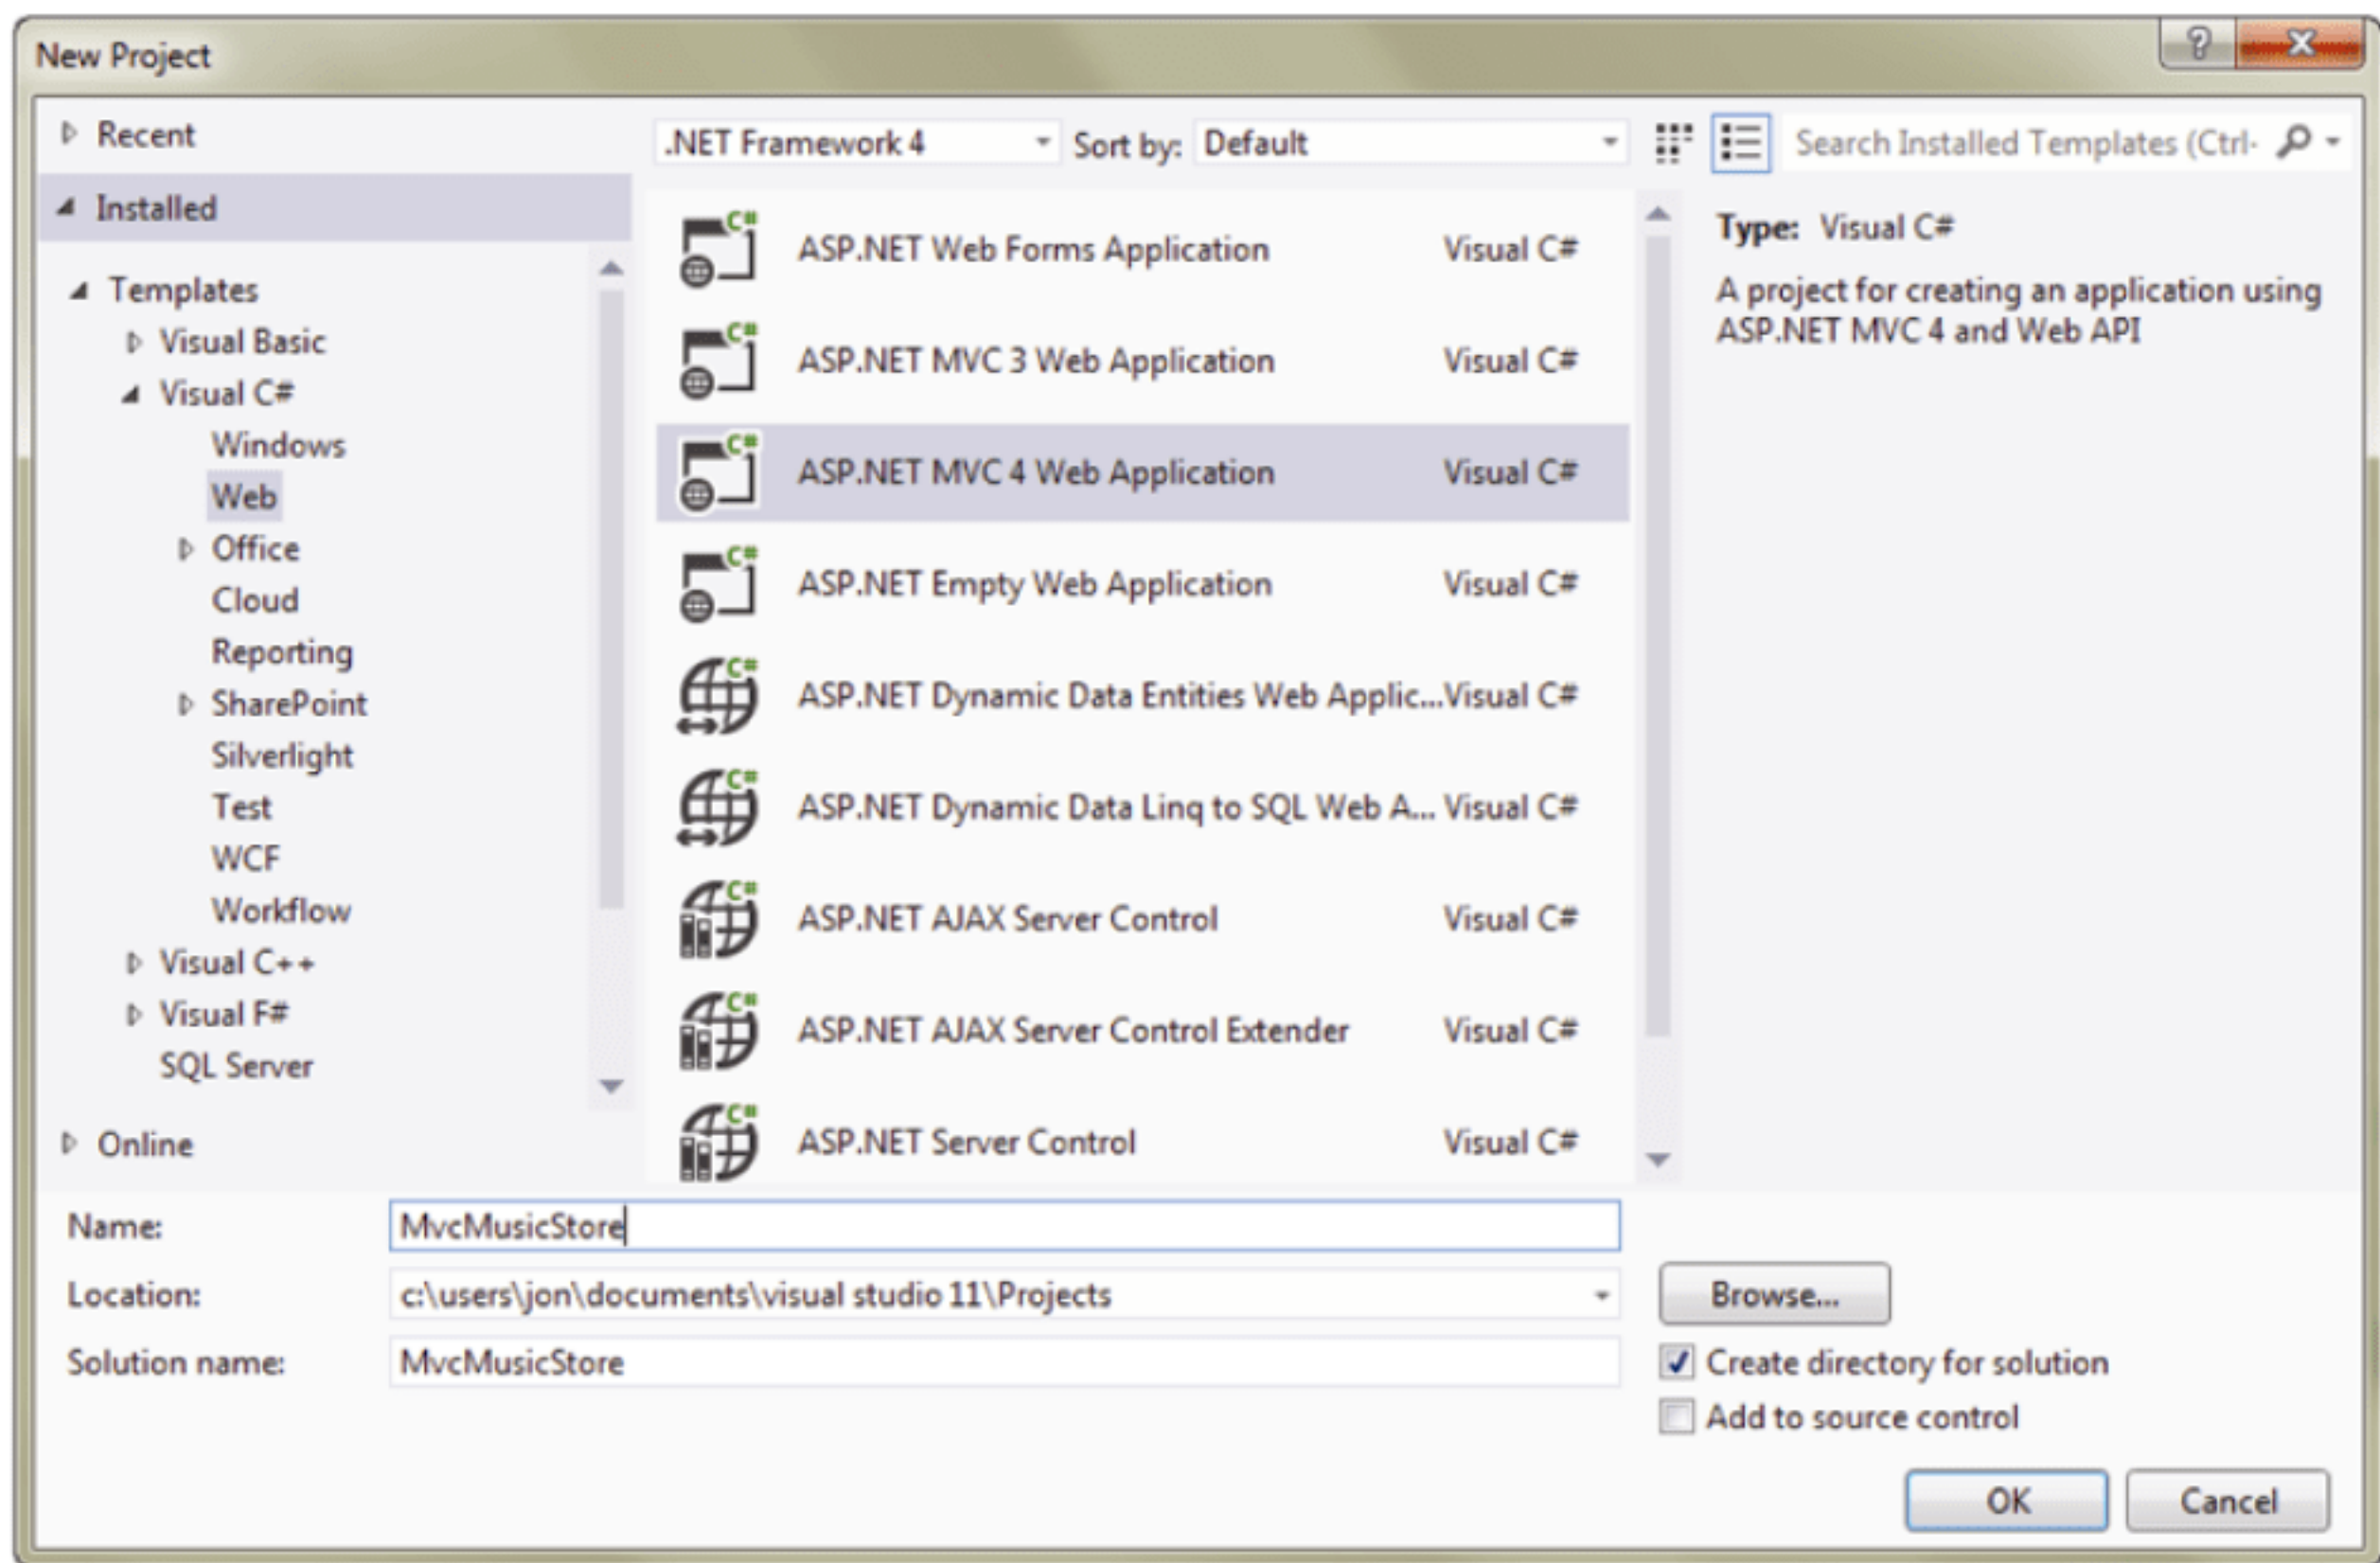 New Project
Recent
Installed
Templates
Visual Basic
Visual C#
Windows
Web
Office
Cloud
Reporting
SharePoint
Silverlight
Test
WCF
Workflow
Visual C++
Visual F#
SQL Server
Online
.NET Framework 4 Sort by: Default
Search Installed Templates (Ctrl-
C# ASP.NET Web Forms Application Visual C#
C# ASP.NET MVC 3 Web Application Visual C#
C# ASP.NET MVC 4 Web Application Visual C#
C# ASP.NET Empty Web Application Visual C#
C# ASP.NET Dynamic Data Entities Web Applic... Visual C#
C# ASP.NET Dynamic Data Linq to SQL Web A... Visual C#
C# ASP.NET AJAX Server Control Visual C#
C# ASP.NET AJAX Server Control Extender Visual C#
C# ASP.NET Server Control Visual C#
Type: Visual C#
A project for creating an application using
ASP.NET MVC 4 and Web API
Name: MvcMusicStore
Location: c:\users\jon\documents\visual studio 11\Projects
Browse...
Solution name: MvcMusicStore
Create directory for solution
Add to source control
OK Cancel